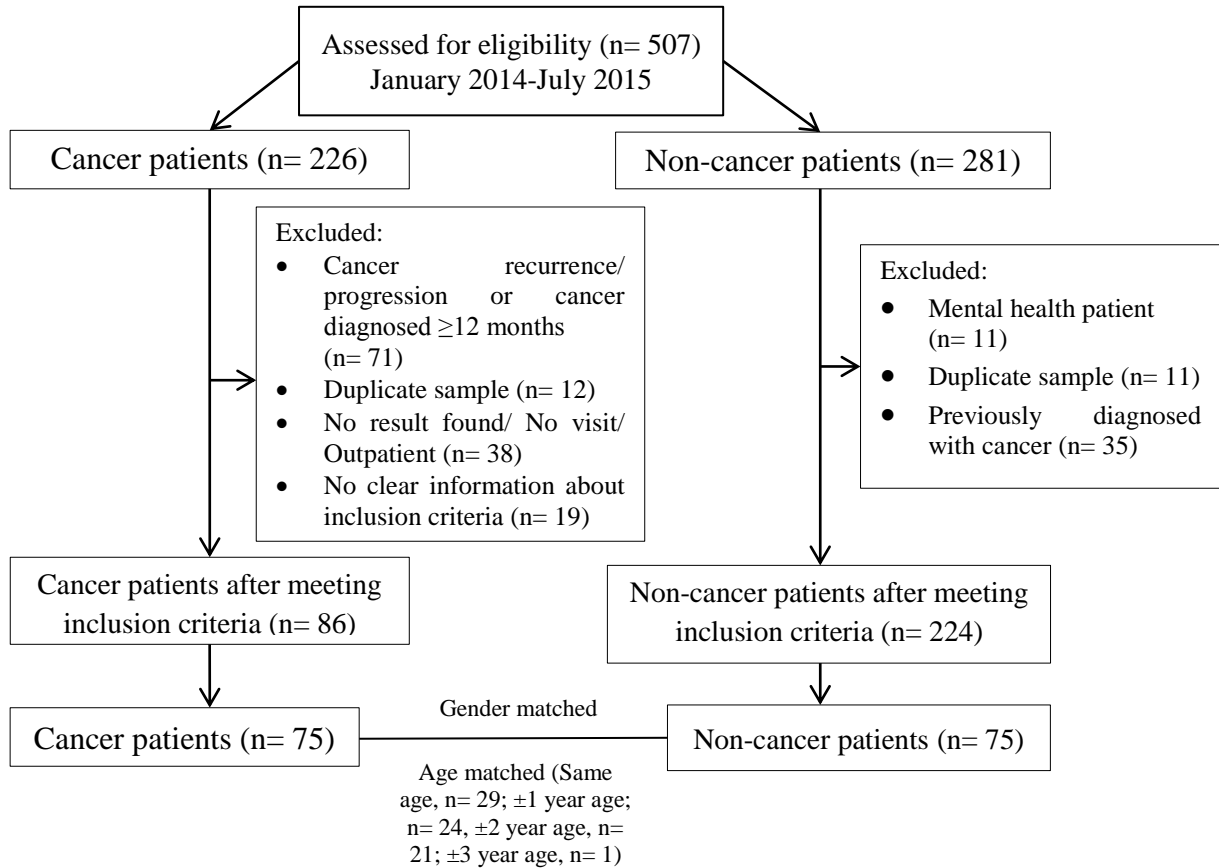 Assessed for eligibility (n= 507)
January 2014-July 2015
Cancer patients (n= 226)
Non-cancer patients (n= 281)
Excluded:
• Cancer recurrence/
progression or cancer
diagnosed ≥12 months
(n= 71)
• Duplicate sample (n= 12)
• No result found/ No visit/
Outpatient (n= 38)
• No clear information about
inclusion criteria (n= 19)
Excluded:
• Mental health patient
(n= 11)
• Duplicate sample (n= 11)
• Previously diagnosed
with cancer (n= 35)
Cancer patients after meeting
inclusion criteria (n= 86)
Non-cancer patients after meeting
inclusion criteria (n= 224)
Cancer patients (n= 75)
Gender matched
Non-cancer patients (n= 75)
Age matched (Same
age, n= 29; ±1 year age;
n= 24, ±2 year age, n=
21; ±3 year age, n= 1)